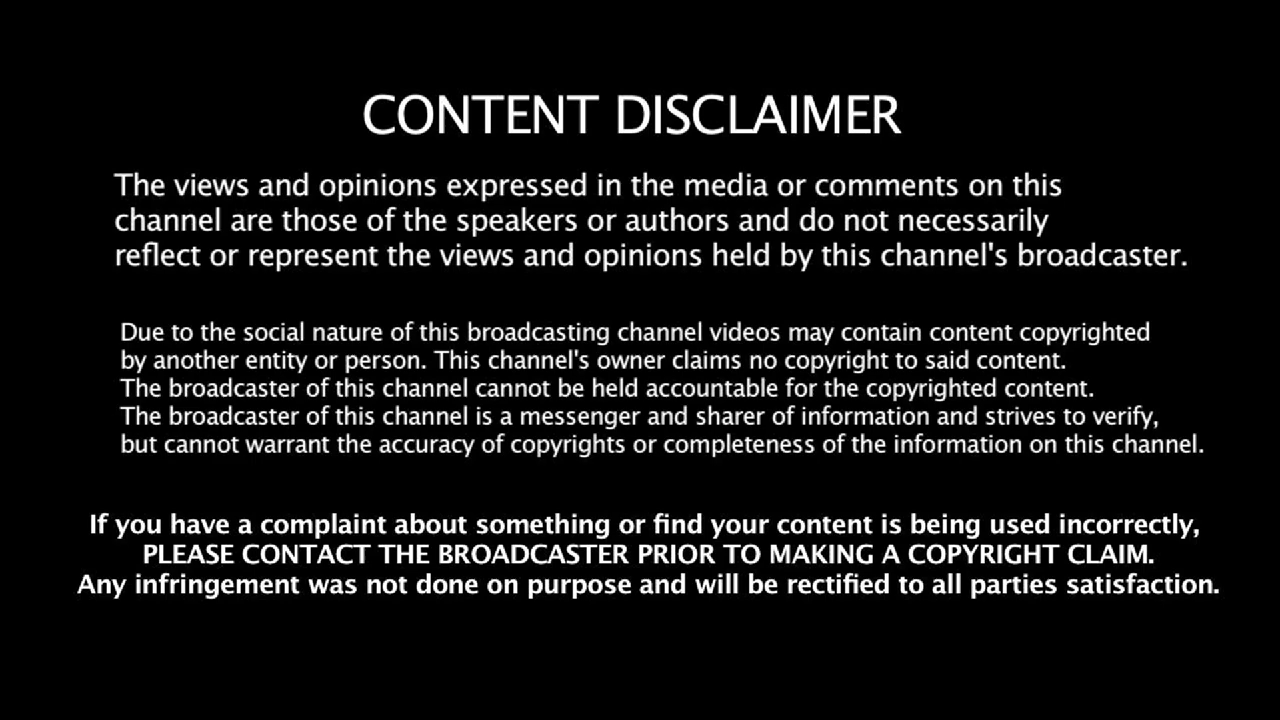 CONTENT DISCLAIMER
The views and opinions expressed in the media or comments on this
channel are those of the speakers or authors and do not necessarily
reflect or represent the views and opinions held by this channel's broadcaster.
Due to the social nature of this broadcasting channel videos may contain content copyrighted
by another entity or person. This channel's owner claims no copyright to said content.
The broadcaster of this channel cannot be held accountable for the copyrighted content.
The broadcaster of this channel is a messenger and sharer of information and strives to verify,
but cannot warrant the accuracy of copyrights or completeness of the information on this channel.
If you have a complaint about something or find your content is being used incorrectly,
PLEASE CONTACT THE BROADCASTER PRIOR TO MAKING A COPYRIGHT CLAIM.
Any infringement was not done on purpose and will be rectified to all parties satisfaction.